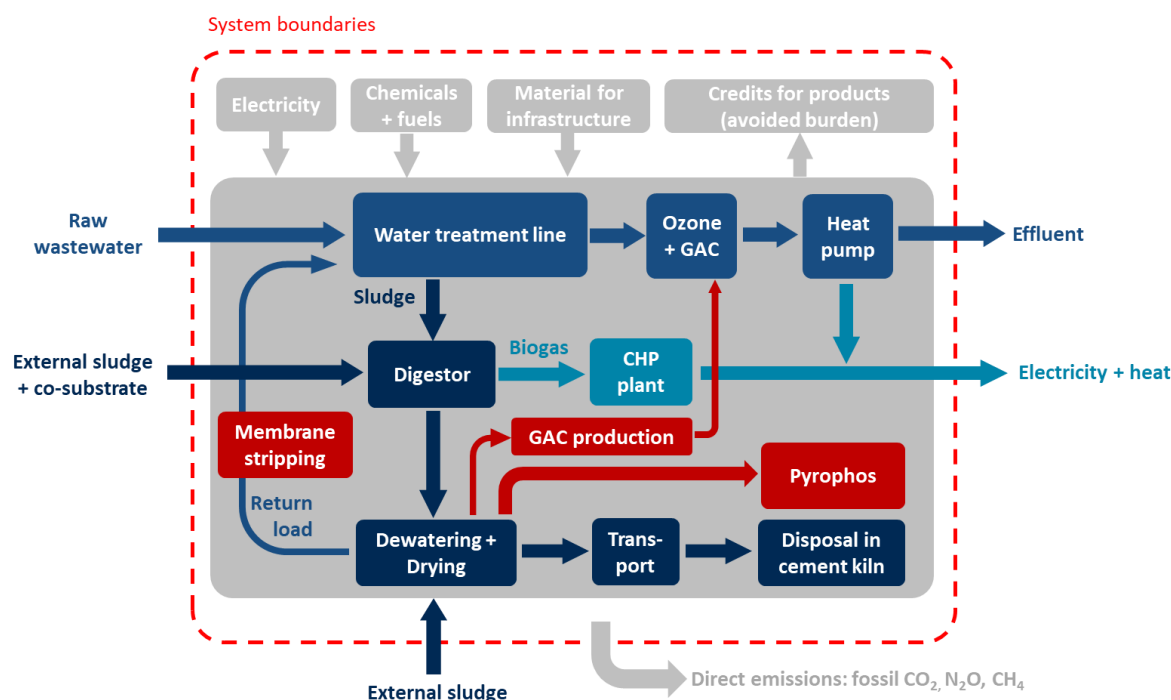 System boundaries
Electricity
Chemicals
+ fuels
Material for
infrastructure
Credits for products
(avoided burden)
Raw
wastewater
Water treatment line
Ozone
+ GAC
Heat
pump
Effluent
Sludge
External sludge
+ co-substrate
Digestor
Biogas
CHP
plant
Electricity + heat
Membrane
stripping
GAC production
Pyrophos
Return
load
Dewatering +
Drying
Trans-
port
Disposal in
cement kiln
External sludge
Direct emissions: fossil CO₂, N₂O, CH₄